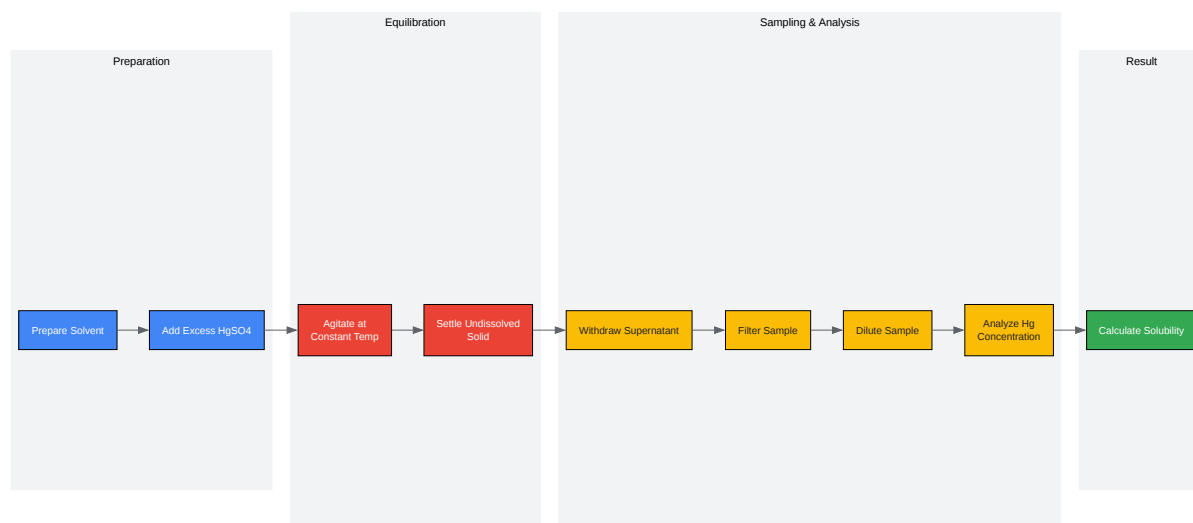 Preparation
Equilibration
Sampling & Analysis
Result
Prepare Solvent
Add Excess HgSO4
Agitate at
Constant Temp
Settle Undissolved
Solid
Withdraw Supernatant
Filter Sample
Dilute Sample
Analyze Hg
Concentration
Calculate Solubility